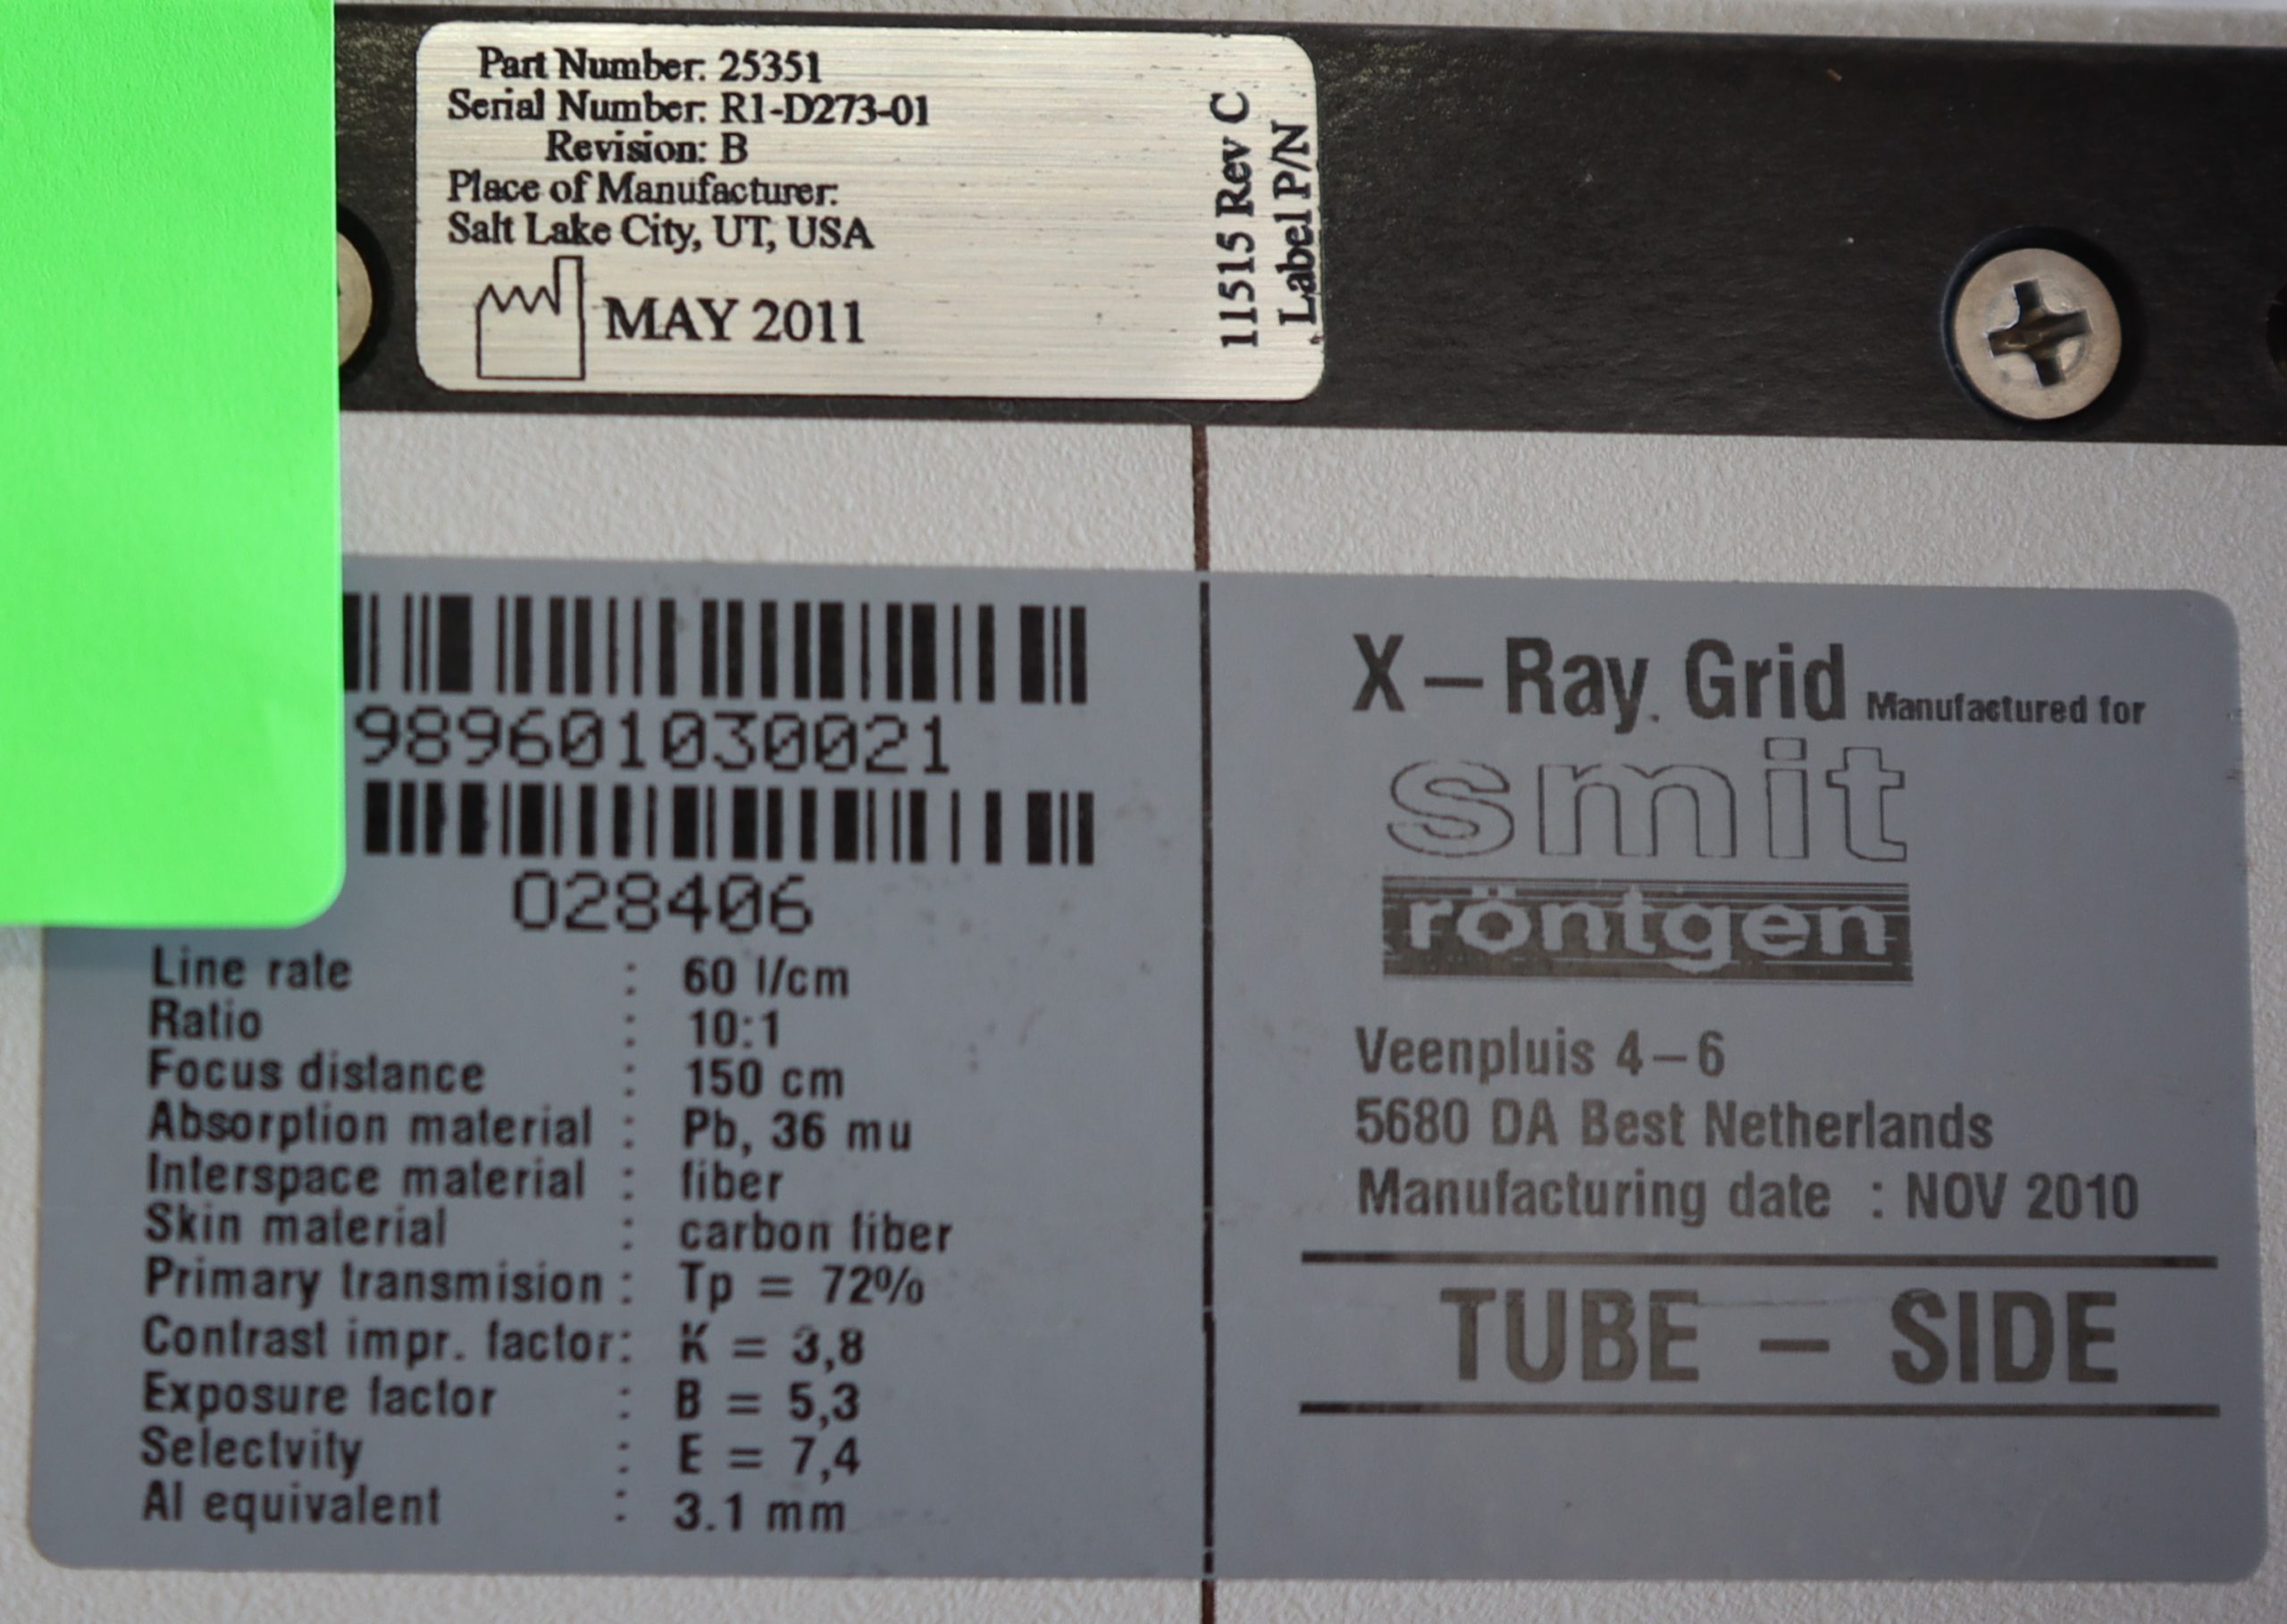 Part Number: 25351
Serial Number: R1-D273-01
Revision: B
Place of Manufacturer:
Salt Lake City, UT, USA
MAY 2011
11515 Rev C
Label P/N
989601030021
028406
Line rate : 60 l/cm
Ratio : 10:1
Focus distance : 150 cm
Absorption material : Pb, 36 mu
Interspace material : fiber
Skin material : carbon fiber
Primary transmision : Tp = 72%
Contrast impr. factor: K = 3,8
Exposure factor : B = 5,3
Selectvity : E = 7,4
Al equivalent : 3.1 mm
X-Ray Grid Manufactured for
smit
röntgen
Veenpluis 4-6
5680 DA Best Netherlands
Manufacturing date : NOV 2010
TUBE - SIDE